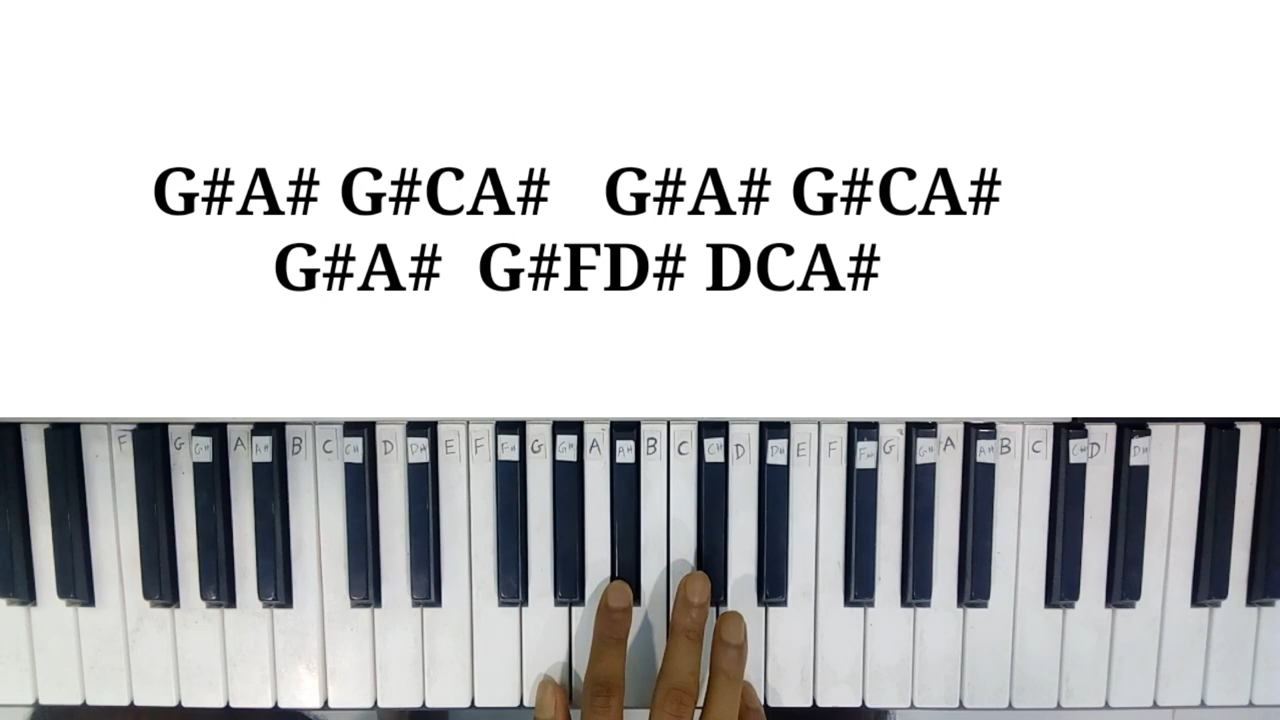 G#A# G#CA# G#A# G#CA#
G#A# G#FD# DCA#
F G G# A A# B C C# D D# E F F# G G# A A# B C C# D D# E F F# G G# A A# B C C# D D#